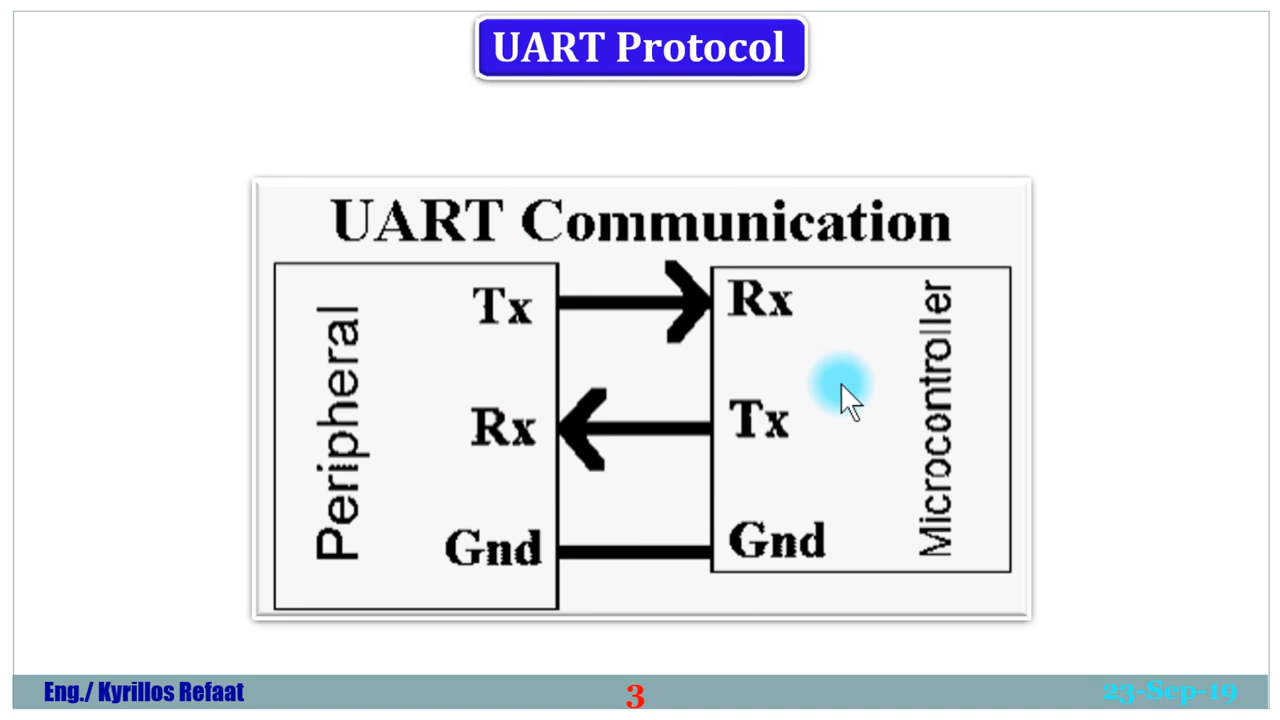 UART Protocol
UART Communication
Peripheral
Tx
Rx
Rx
Tx
Gnd
Gnd
Microcontroller
Eng./ Kyrillos Refaat
3
23-Sep-19